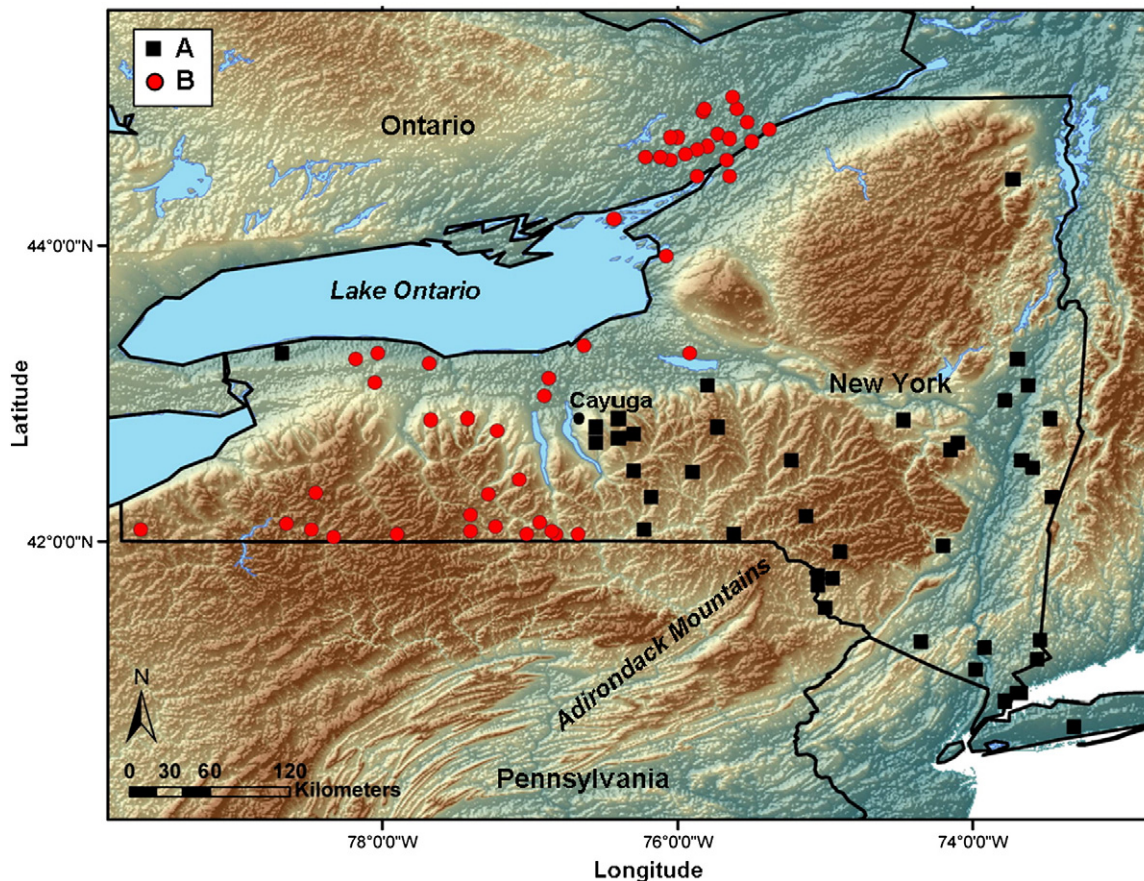 A
B
Ontario
44°0'0"N
Lake Ontario
Latitude
New York
Cayuga
42°0'0"N
Adirondack Mountains
N
Pennsylvania
0 30 60 120
Kilometers
78°0'0"W 76°0'0"W 74°0'0"W
Longitude